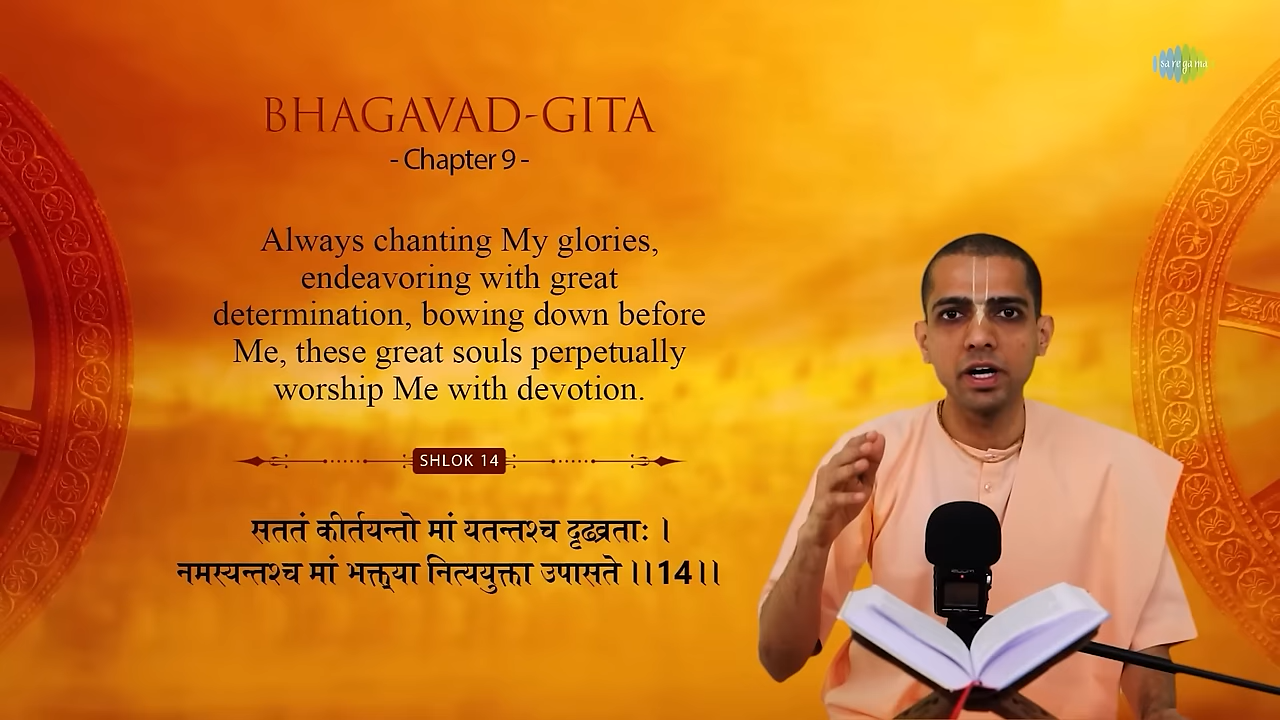 saregama
BHAGAVAD-GITA
- Chapter 9 -
Always chanting My glories,
endeavoring with great
determination, bowing down before
Me, these great souls perpetually
worship Me with devotion.
SHLOK 14
सततं कीर्तयन्तो मां यतन्तश्च दृढव्रताः ।
नमस्यन्तश्च मां भक्त्या नित्ययुक्ता उपासते ।।14।।